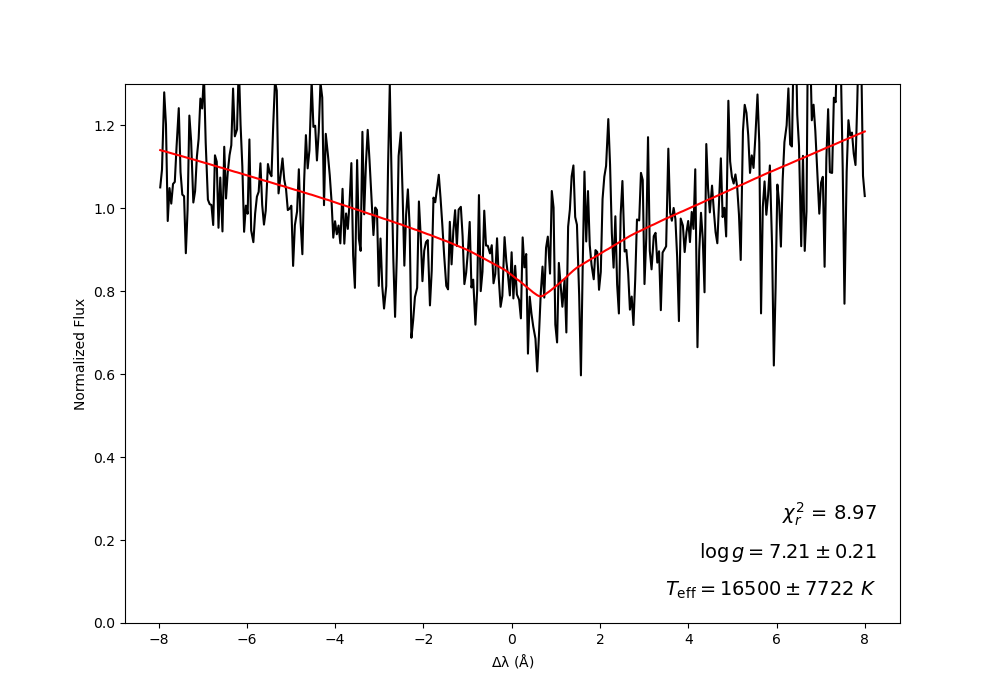 1.2
1.0
0.8
0.6
0.4
0.2
0.0
Normalized Flux
χ²ᵣ = 8.97
log g = 7.21 ± 0.21
T_eff = 16500 ± 7722 K
−8 −6 −4 −2 0 2 4 6 8
Δλ (Å)